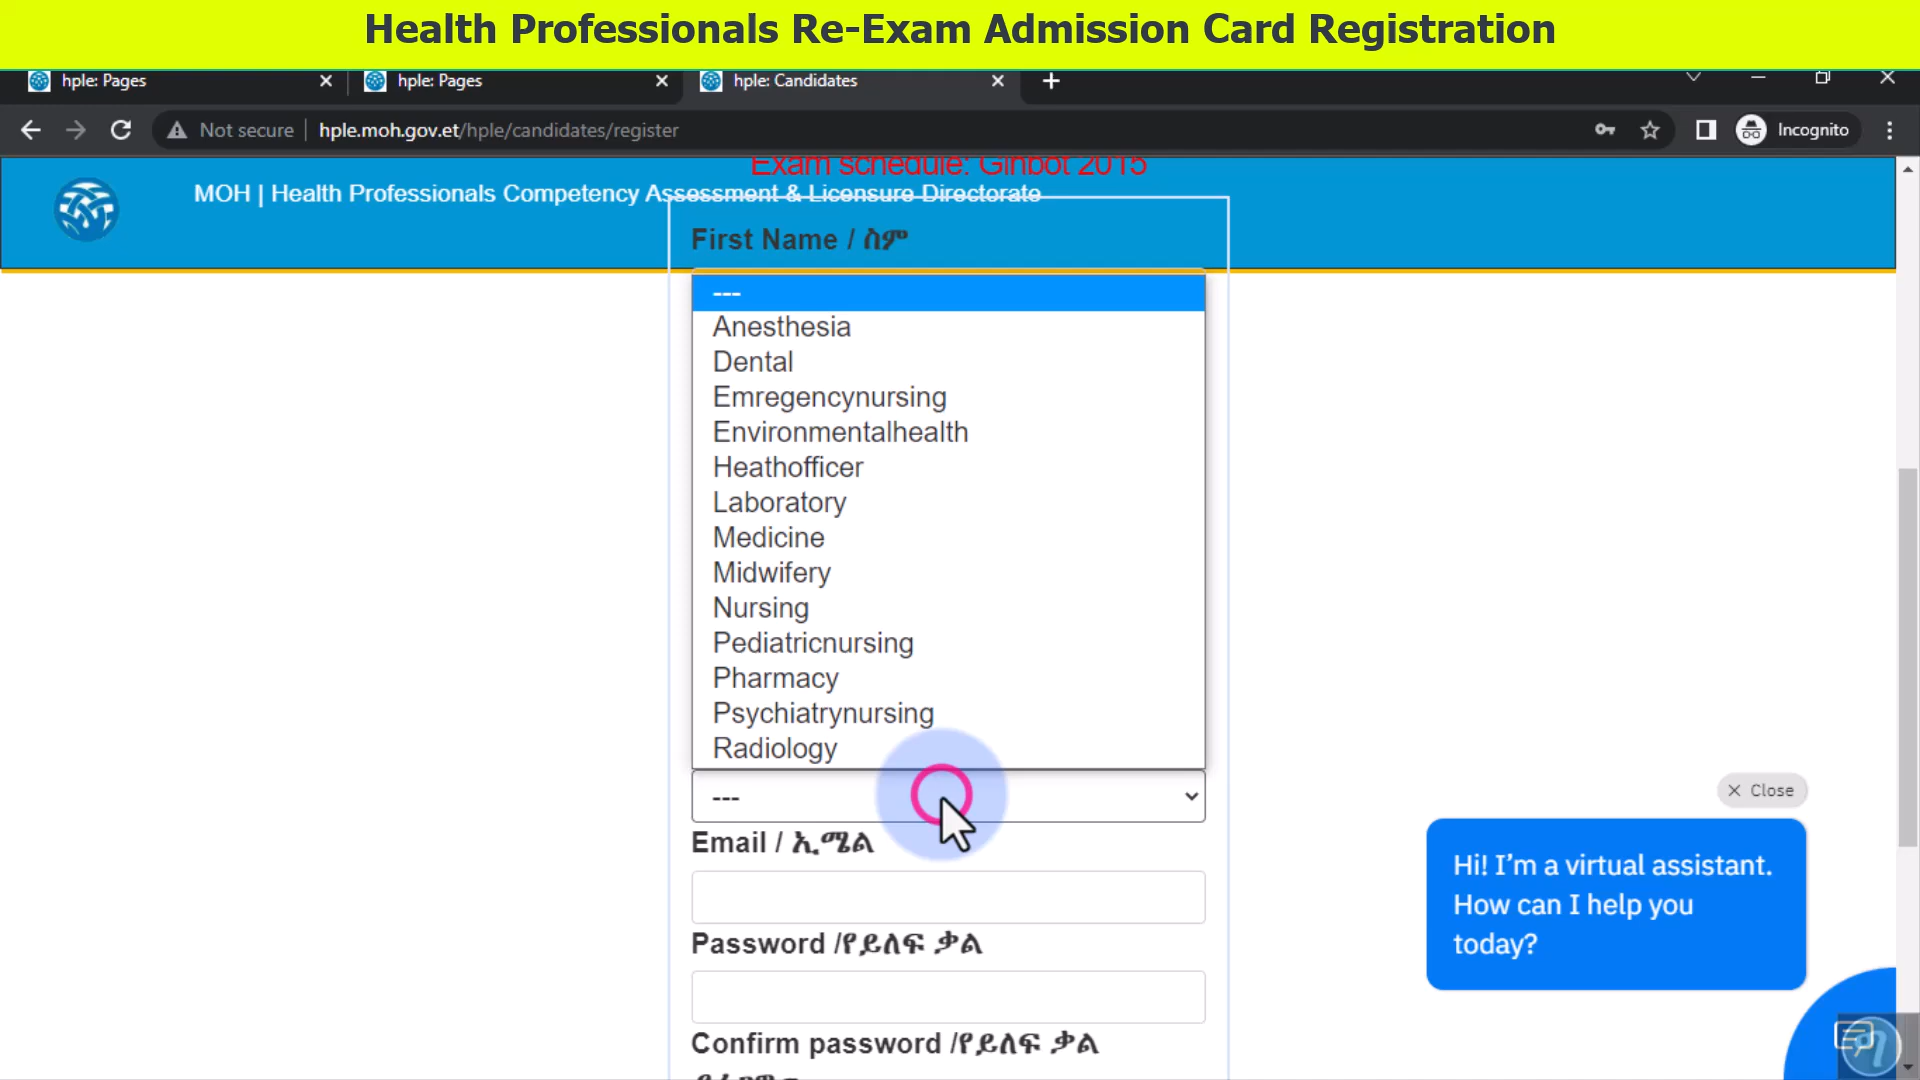 Health Professionals Re-Exam Admission Card Registration
hple: Pages
hple: Pages
hple: Candidates
Not secure
hple.moh.gov.et/hple/candidates/register
Incognito
Exam schedule: Ginbot 2015
MOH | Health Professionals Competency Assessment & Licensure Directorate
First Name / ስም
---
Anesthesia
Dental
Emregencynursing
Environmentalhealth
Heathofficer
Laboratory
Medicine
Midwifery
Nursing
Pediatricnursing
Pharmacy
Psychiatrynursing
Radiology
---
Email / ኢሜል
Password /የይለፍ ቃል
Confirm password /የይለፍ ቃል
Close
Hi! I’m a virtual assistant.
How can I help you
today?